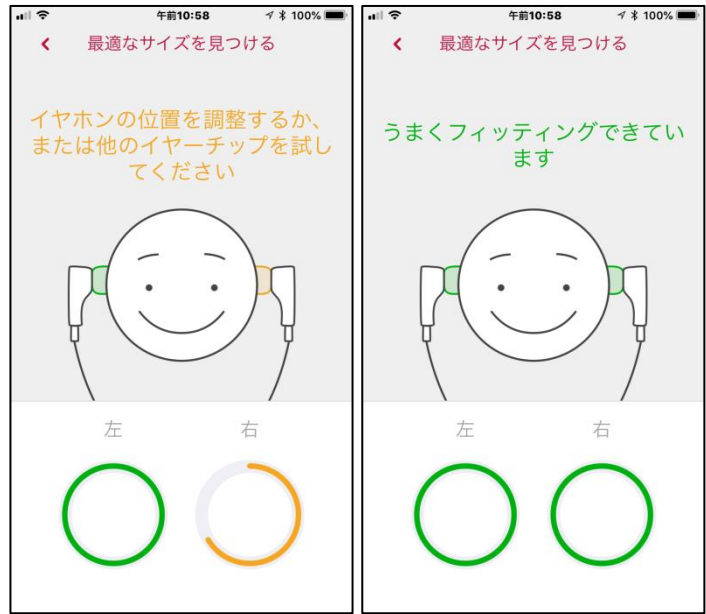 午前10:58
100%
最適なサイズを見つける
イヤホンの位置を調整するか、
または他のイヤーチップを試し
てください
左
右
午前10:58
100%
最適なサイズを見つける
うまくフィッティングできてい
ます
左
右